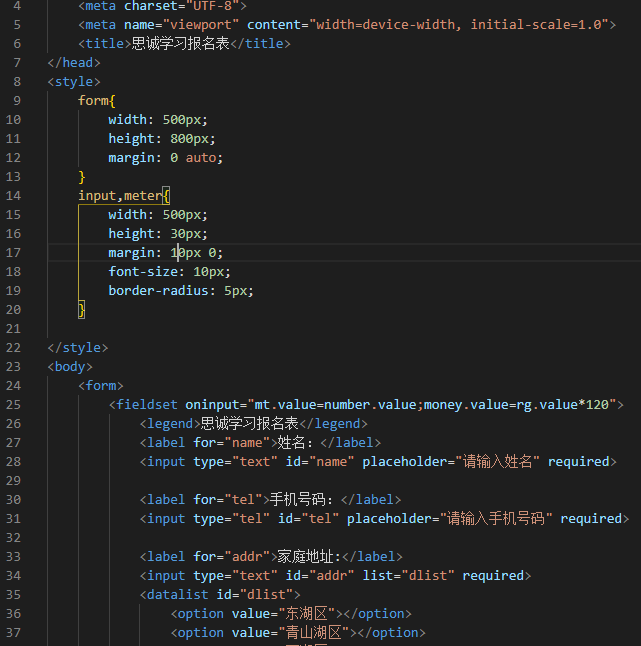 4 <meta charset="UTF-8">
5 <meta name="viewport" content="width=device-width, initial-scale=1.0">
6 <title>思诚学习报名表</title>
7 </head>
8 <style>
9 form{
10 width: 500px;
11 height: 800px;
12 margin: 0 auto;
13 }
14 input,meter{
15 width: 500px;
16 height: 30px;
17 margin: 10px 0;
18 font-size: 10px;
19 border-radius: 5px;
20 }
21
22 </style>
23 <body>
24 <form>
25 <fieldset oninput="mt.value=number.value;money.value=rg.value*120">
26 <legend>思诚学习报名表</legend>
27 <label for="name">姓名：</label>
28 <input type="text" id="name" placeholder="请输入姓名" required>
29
30 <label for="tel">手机号码：</label>
31 <input type="tel" id="tel" placeholder="请输入手机号码" required>
32
33 <label for="addr">家庭地址:</label>
34 <input type="text" id="addr" list="dlist" required>
35 <datalist id="dlist">
36 <option value="东湖区"></option>
37 <option value="青山湖区"></option>